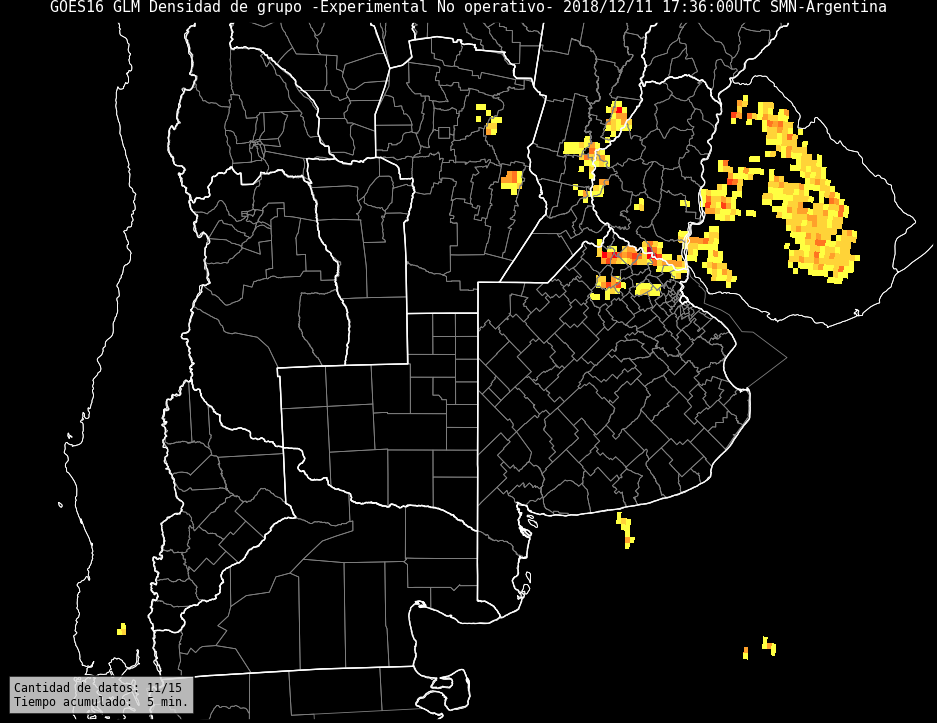 GOES16 GLM Densidad de grupo -Experimental No operativo- 2018/12/11 17:36:00UTC SMN-Argentina
Cantidad de datos: 11/15
Tiempo acumulado:  5 min.